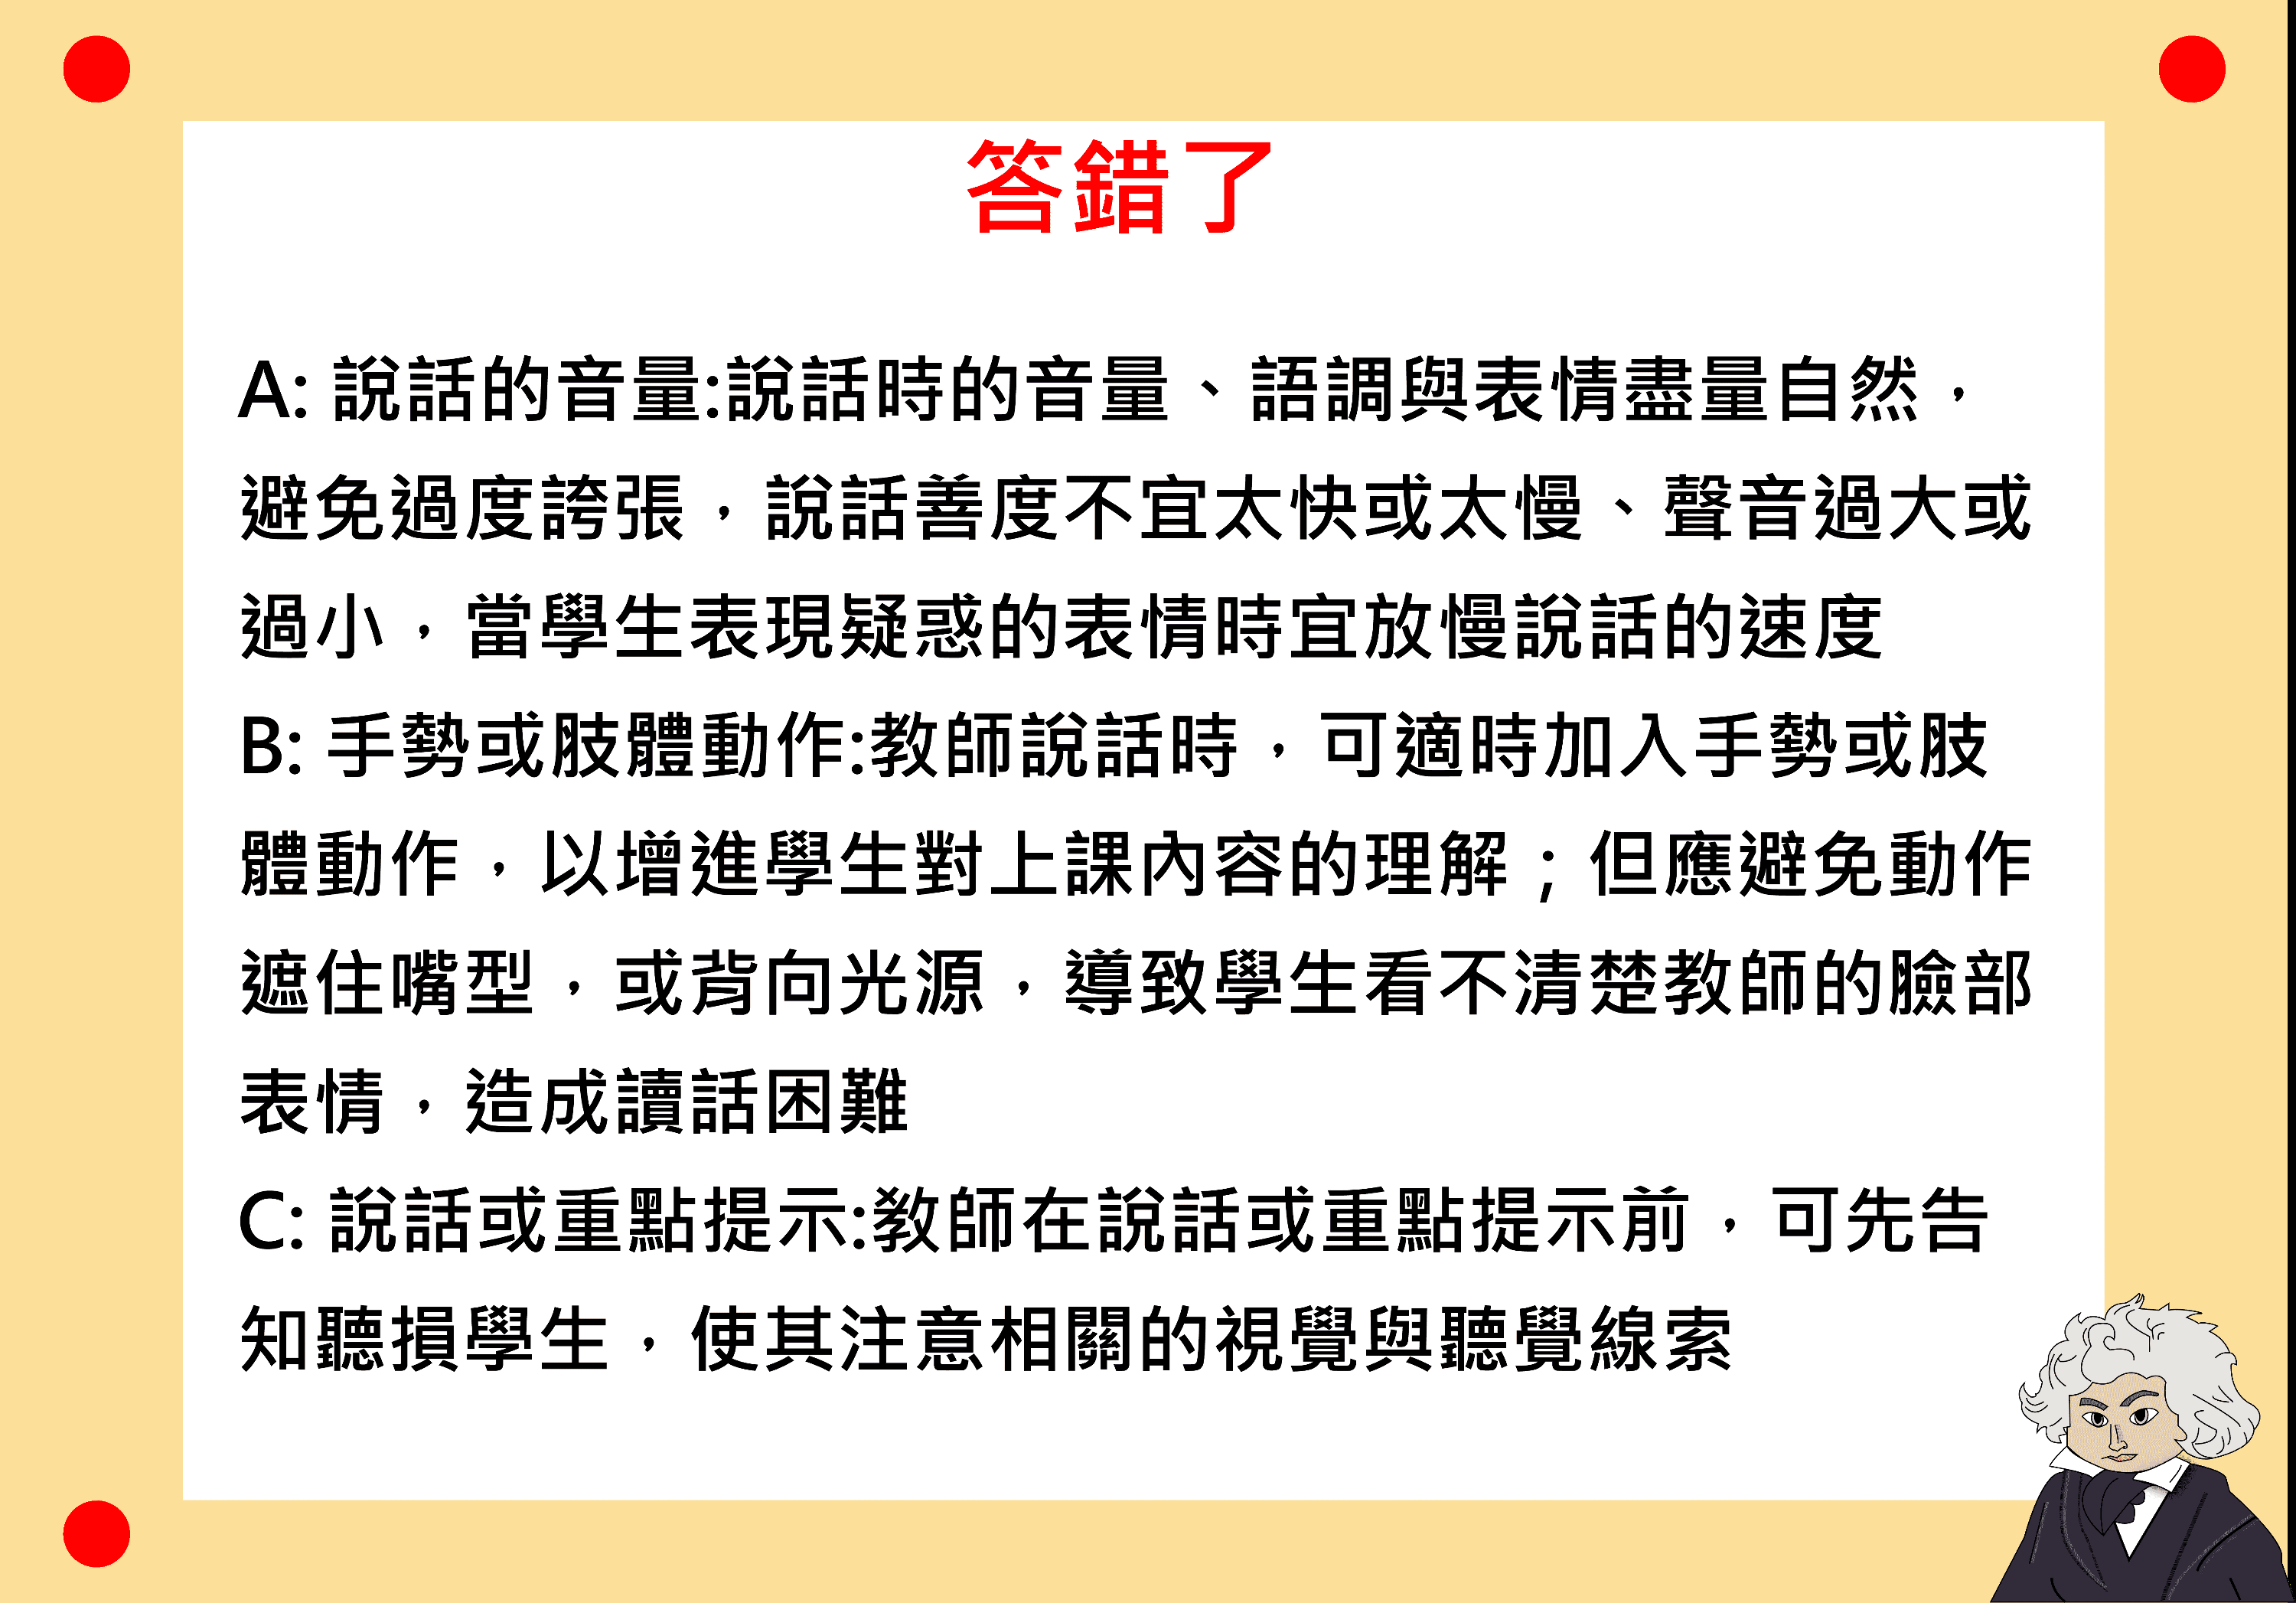 答錯了
A: 說話的音量:說話時的音量、語調與表情盡量自然，
避免過度誇張，說話善度不宜太快或太慢、聲音過大或
過小，當學生表現疑惑的表情時宜放慢說話的速度
B: 手勢或肢體動作:教師說話時，可適時加入手勢或肢
體動作，以增進學生對上課內容的理解；但應避免動作
遮住嘴型，或背向光源，導致學生看不清楚教師的臉部
表情，造成讀話困難
C: 說話或重點提示:教師在說話或重點提示前，可先告
知聽損學生，使其注意相關的視覺與聽覺線索